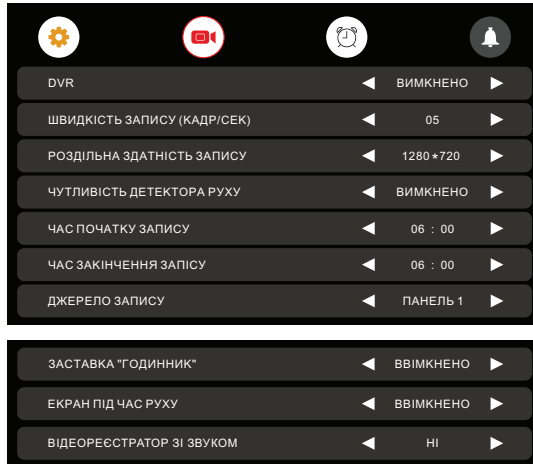 DVR ВИМКНЕНО
ШВИДКІСТЬ ЗАПИСУ (КАДР/СЕК) 05
РОЗДІЛЬНА ЗДАТНІСТЬ ЗАПИСУ 1280*720
ЧУТЛИВІСТЬ ДЕТЕКТОРА РУХУ ВИМКНЕНО
ЧАС ПОЧАТКУ ЗАПИСУ 06 : 00
ЧАС ЗАКІНЧЕННЯ ЗАПІСУ 06 : 00
ДЖЕРЕЛО ЗАПИСУ ПАНЕЛЬ 1
ЗАСТАВКА "ГОДИННИК" ВВІМКНЕНО
ЕКРАН ПІД ЧАС РУХУ ВВІМКНЕНО
ВІДЕОРЕЄСТРАТОР ЗІ ЗВУКОМ НІ